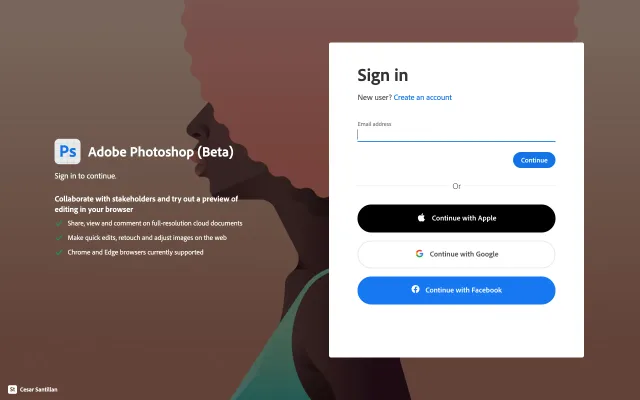 Ps Adobe Photoshop (Beta)
Sign in to continue.
Collaborate with stakeholders and try out a preview of
editing in your browser
Share, view and comment on full-resolution cloud documents
Make quick edits, retouch and adjust images on the web
Chrome and Edge browsers currently supported
Sign in
New user? Create an account
Email address
Continue
Or
Continue with Apple
Continue with Google
Continue with Facebook
St Cesar Santillan